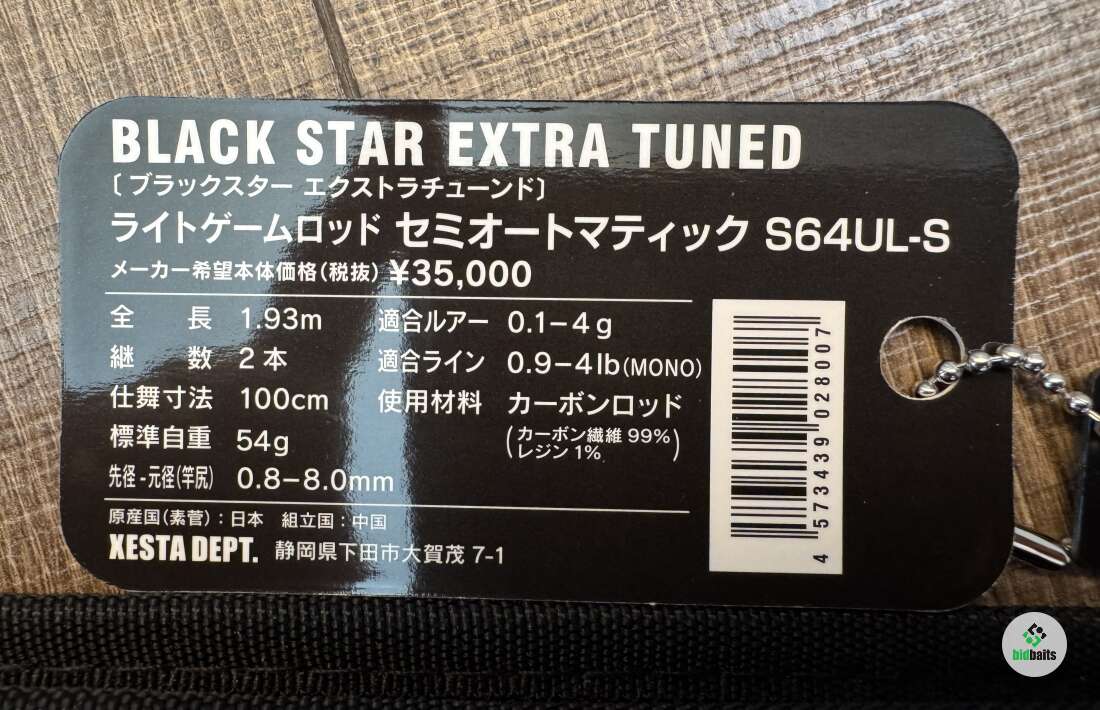 BLACK STAR EXTRA TUNED
〔ブラックスター エクストラチューンド〕
ライトゲームロッド セミオートマティック S64UL-S
メーカー希望本体価格(税抜) ¥35,000
全長 1.93m 適合ルアー 0.1–4g
継数 2本 適合ライン 0.9–4lb(MONO)
仕舞寸法 100cm 使用材料 カーボンロッド
標準自重 54g (カーボン繊維 99%
レジン 1%)
先径-元径(竿尻) 0.8–8.0mm
原産国(素菅):日本 組立国:中国
XESTA DEPT. 静岡県下田市大賀茂 7-1
4 573439 028007
bidbaits